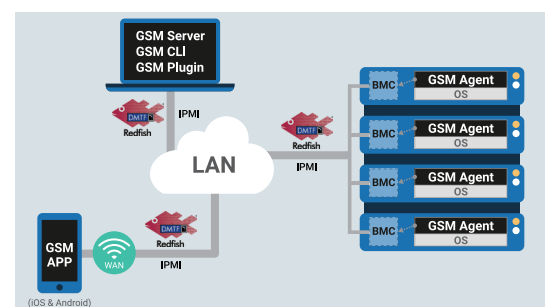 GSM Server
GSM CLI
GSM Plugin
DMTF
Redfish
IPMI
LAN
DMTF
Redfish
IPMI
BMC
GSM Agent
OS
BMC
GSM Agent
OS
BMC
GSM Agent
OS
BMC
GSM Agent
OS
GSM
APP
WAN
DMTF
Redfish
IPMI
(iOS & Android)